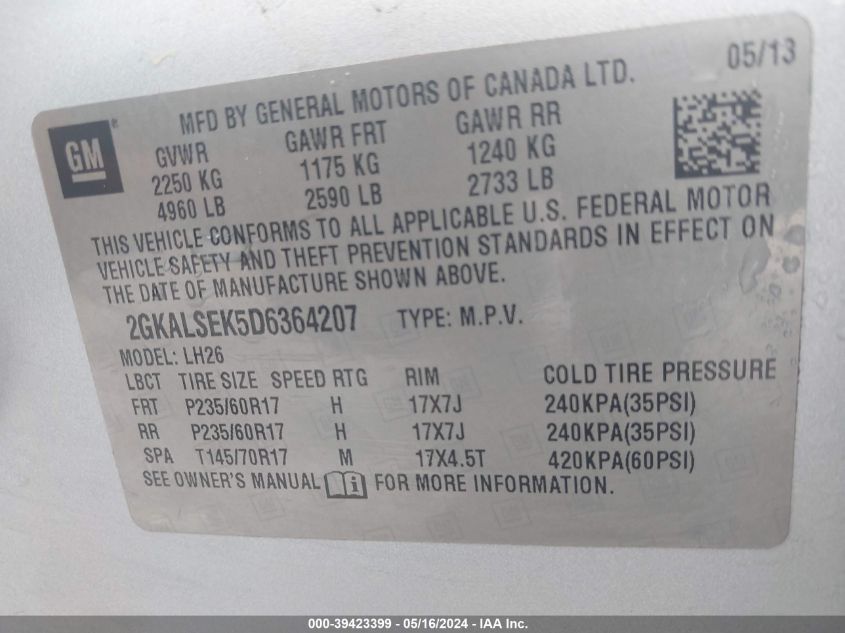 05/13
MFD BY GENERAL MOTORS OF CANADA LTD.
GM®
GVWR GAWR FRT GAWR RR
2250 KG 1175 KG 1240 KG
4960 LB 2590 LB 2733 LB
THIS VEHICLE CONFORMS TO ALL APPLICABLE U.S. FEDERAL MOTOR
VEHICLE SAFETY AND THEFT PREVENTION STANDARDS IN EFFECT ON
THE DATE OF MANUFACTURE SHOWN ABOVE.
2GKALSEK5D6364207 TYPE: M.P.V.
MODEL: LH26
LBCT TIRE SIZE SPEED RTG RIM COLD TIRE PRESSURE
FRT P235/60R17 H 17X7J 240KPA(35PSI)
RR P235/60R17 H 17X7J 240KPA(35PSI)
SPA T145/70R17 M 17X4.5T 420KPA(60PSI)
SEE OWNER'S MANUAL FOR MORE INFORMATION.
000-39423399 - 05/16/2024 - IAA Inc.